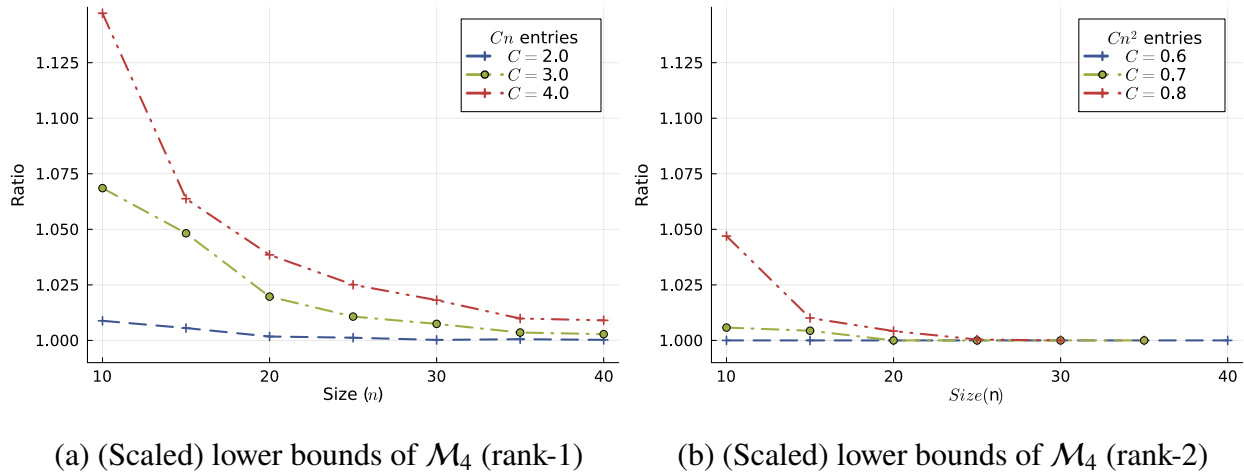 1.125
1.100
1.075
1.050
1.025
1.000
Ratio
10
20
30
40
Size (n)
Cn entries
C = 2.0
C = 3.0
C = 4.0
(a) (Scaled) lower bounds of M₄ (rank-1)
1.125
1.100
1.075
1.050
1.025
1.000
Ratio
10
20
30
40
Size(n)
Cn² entries
C = 0.6
C = 0.7
C = 0.8
(b) (Scaled) lower bounds of M₄ (rank-2)